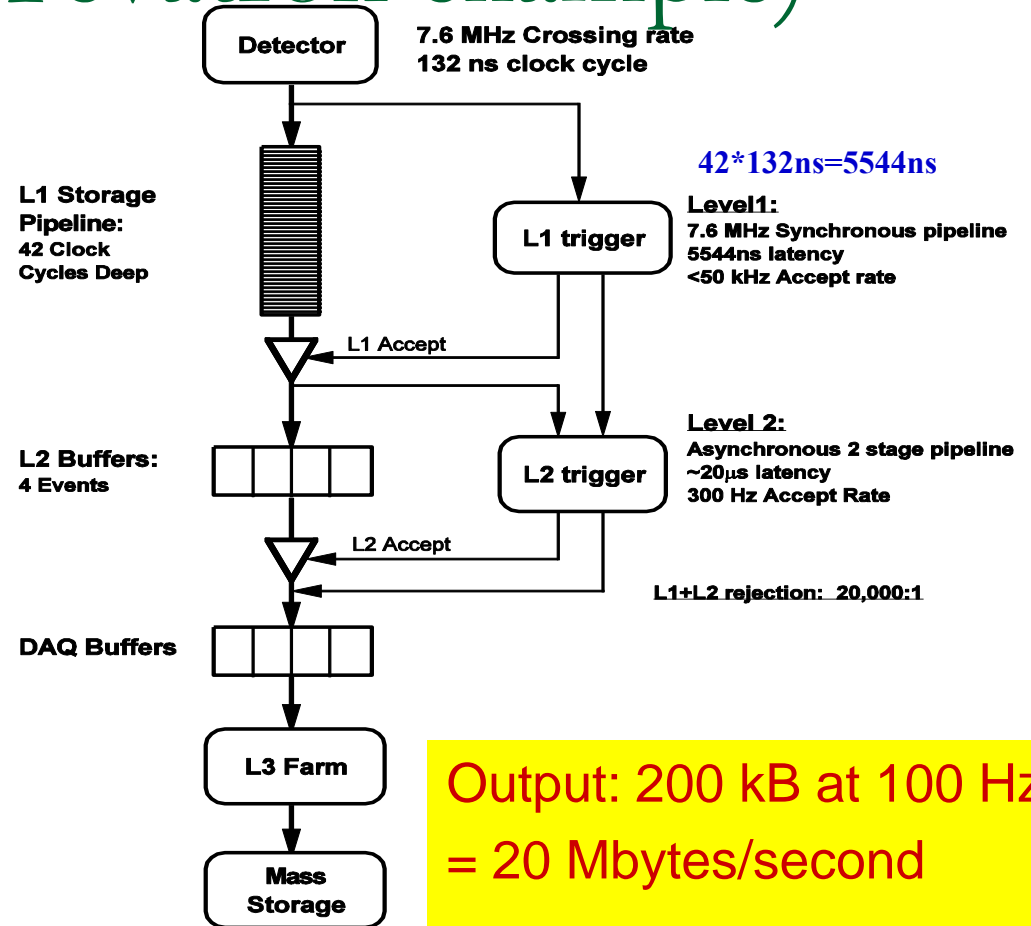 Tevatron example)
Detector
7.6 MHz Crossing rate
132 ns clock cycle
42*132ns=5544ns
L1 Storage
Pipeline:
42 Clock
Cycles Deep
L1 trigger
Level1:
7.6 MHz Synchronous pipeline
5544ns latency
<50 kHz Accept rate
L1 Accept
L2 Buffers:
4 Events
L2 trigger
Level 2:
Asynchronous 2 stage pipeline
~20µs latency
300 Hz Accept Rate
L2 Accept
L1+L2 rejection: 20,000:1
DAQ Buffers
L3 Farm
Output: 200 kB at 100 Hz
= 20 Mbytes/second
Mass
Storage